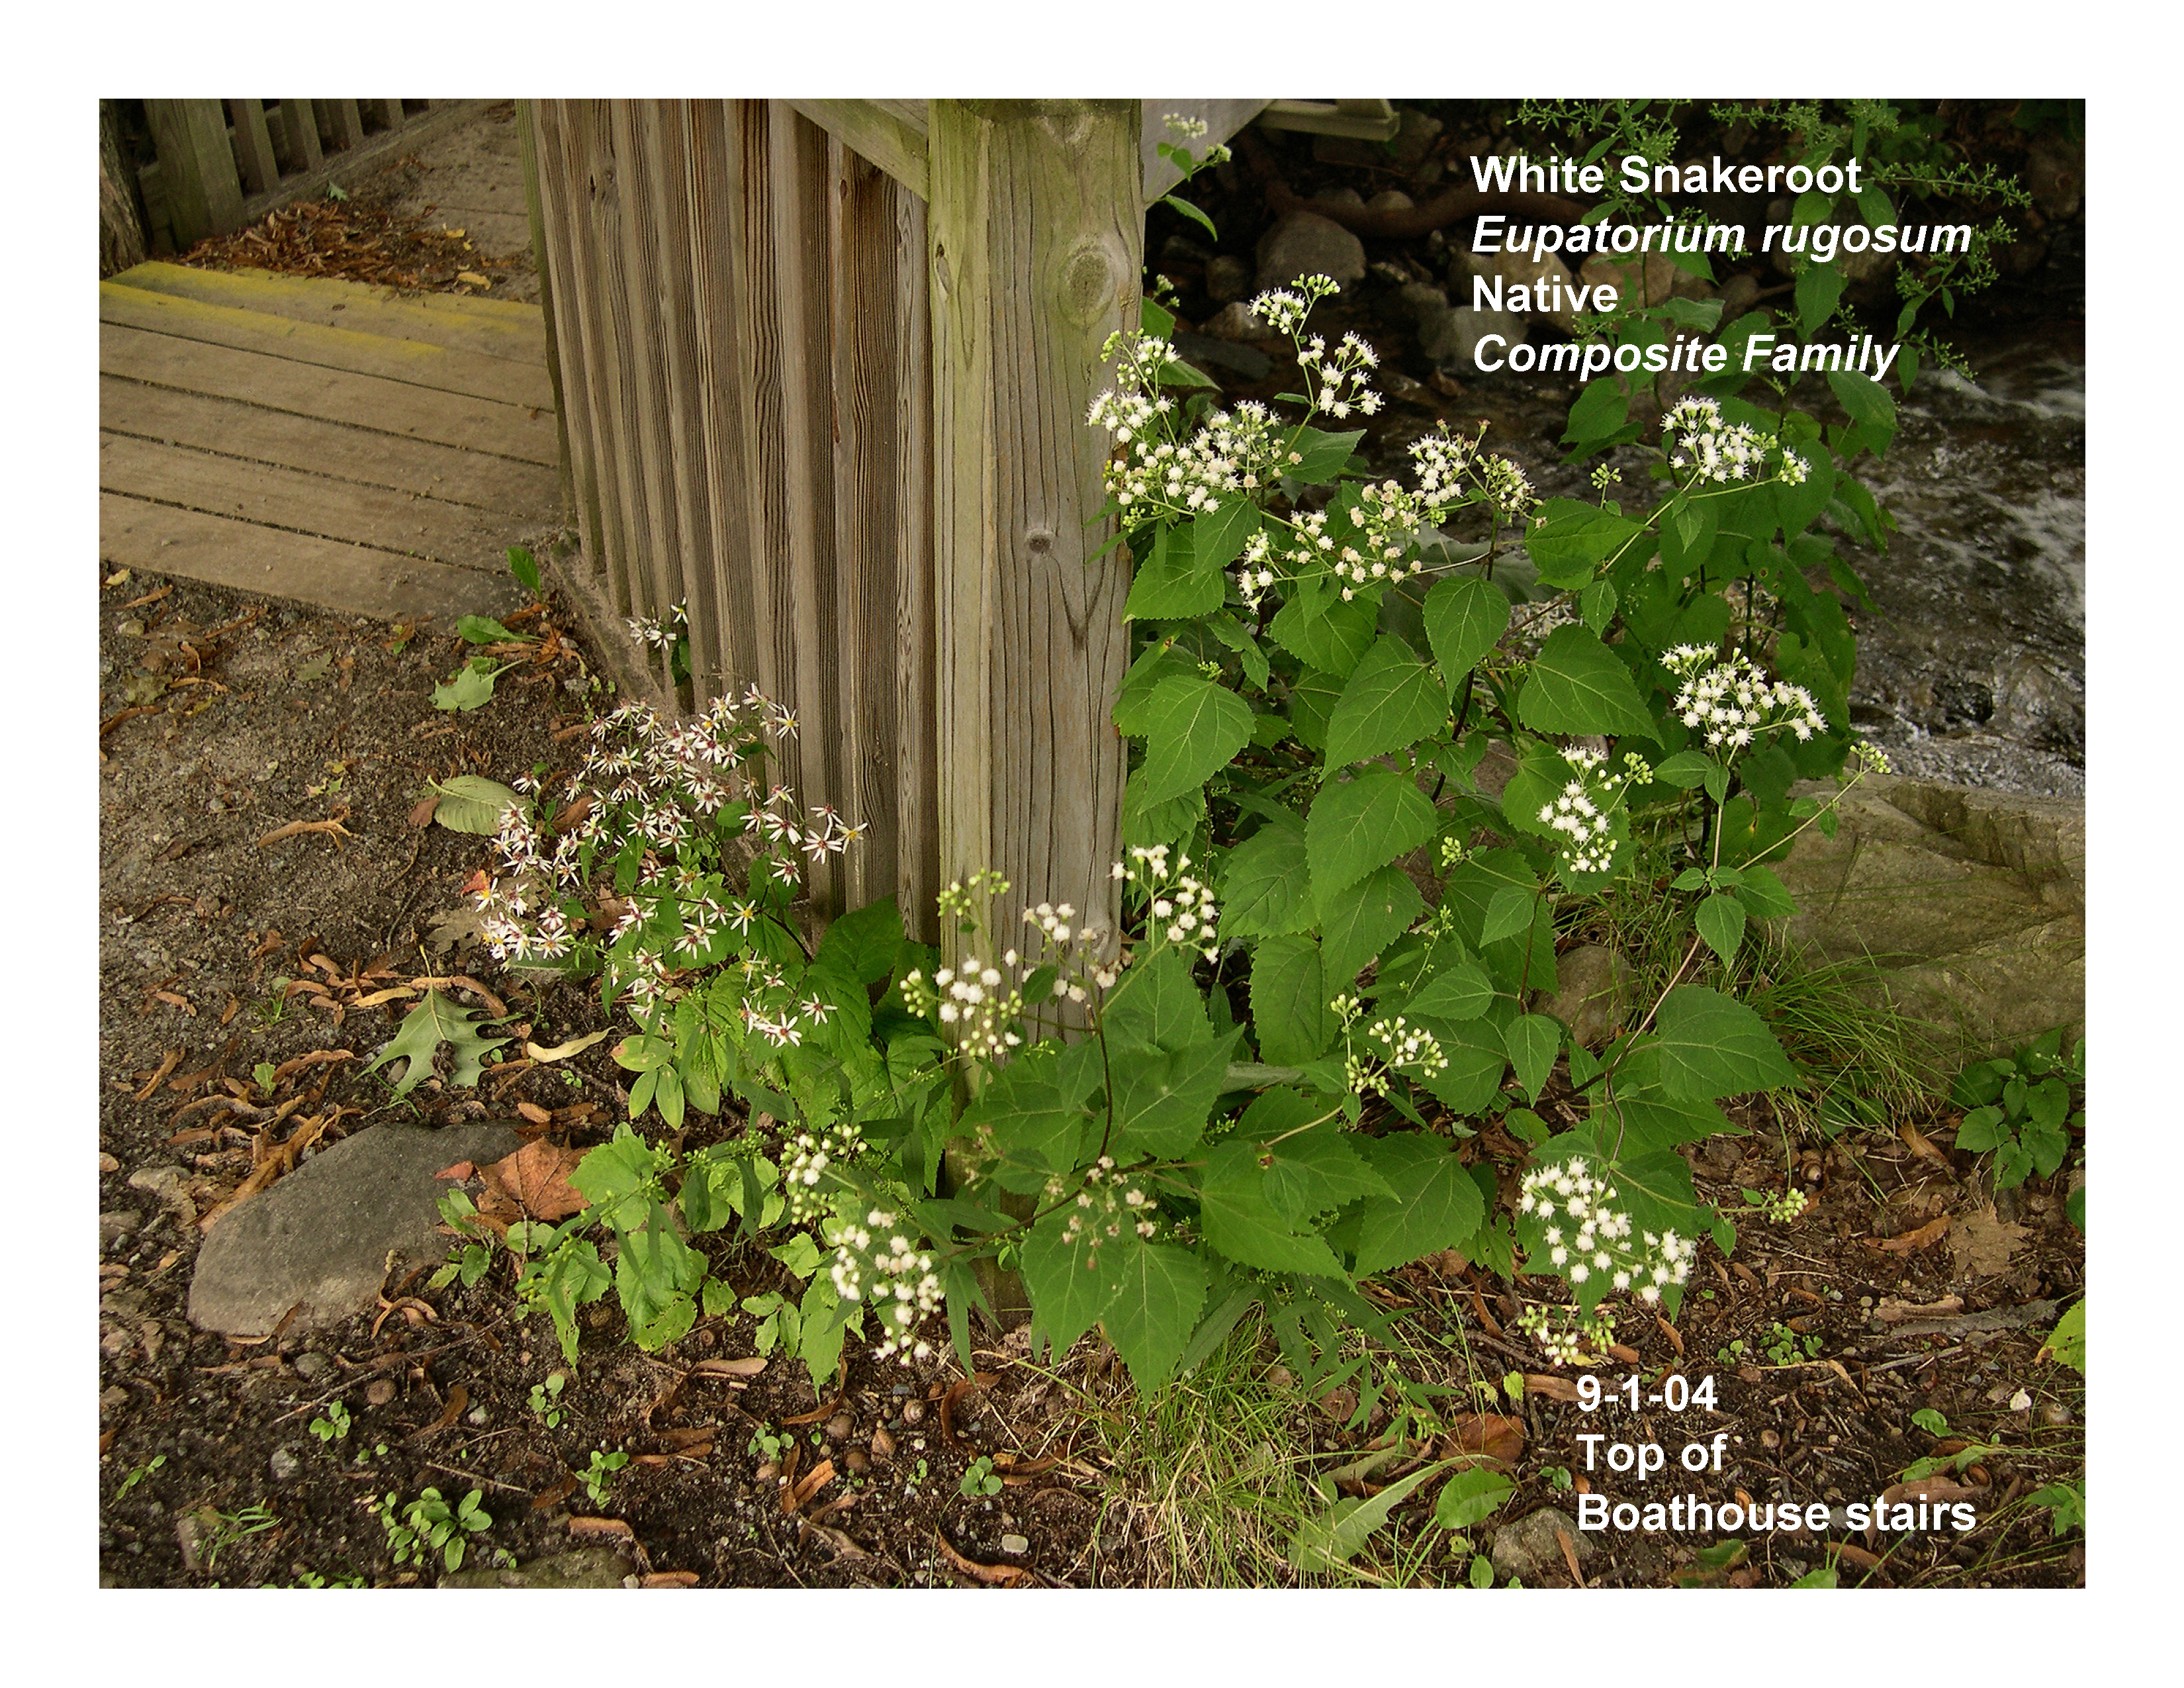 White Snakeroot
Eupatorium rugosum
Native
Composite Family
9-1-04
Top of
Boathouse stairs